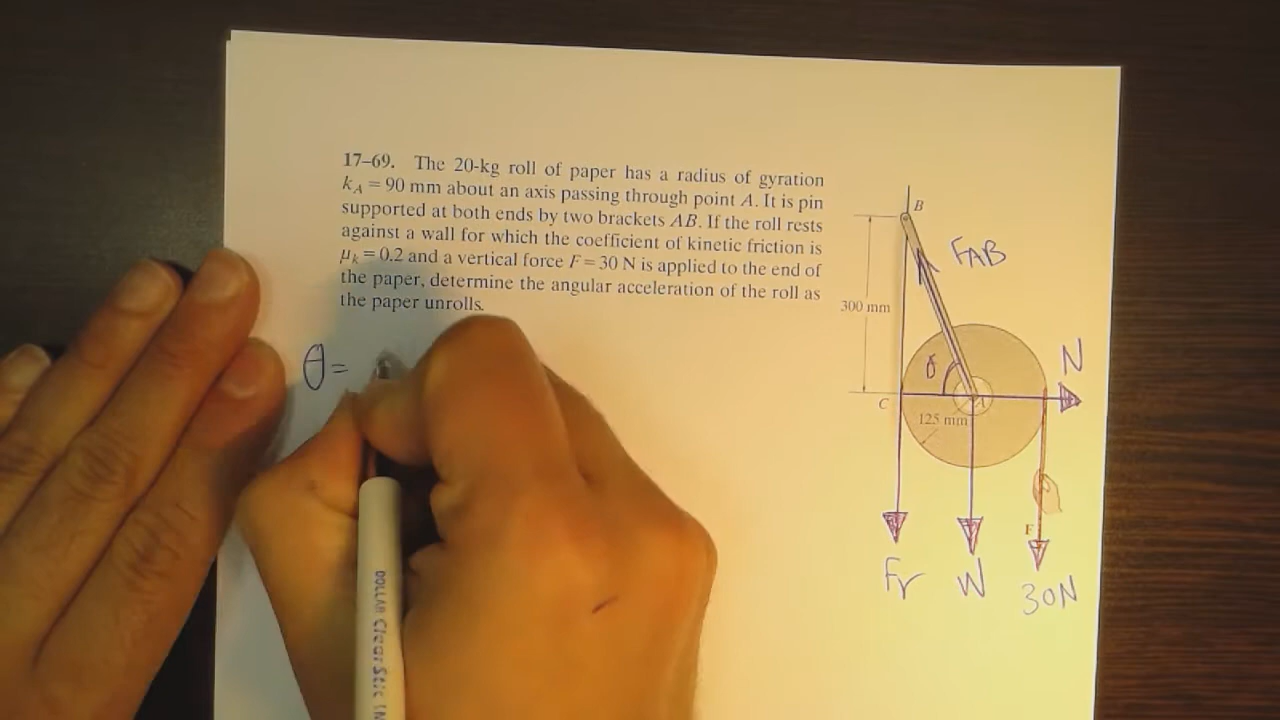 17–69. The 20-kg roll of paper has a radius of gyration
k_A = 90 mm about an axis passing through point A. It is pin
supported at both ends by two brackets AB. If the roll rests
against a wall for which the coefficient of kinetic friction is
μ_k = 0.2 and a vertical force F = 30 N is applied to the end of
the paper, determine the angular acceleration of the roll as
the paper unrolls.
θ =
B
FAB
300 mm
θ
N
C
A
125 mm
F
Fr
W
30N
DOLLAR Clear Stic